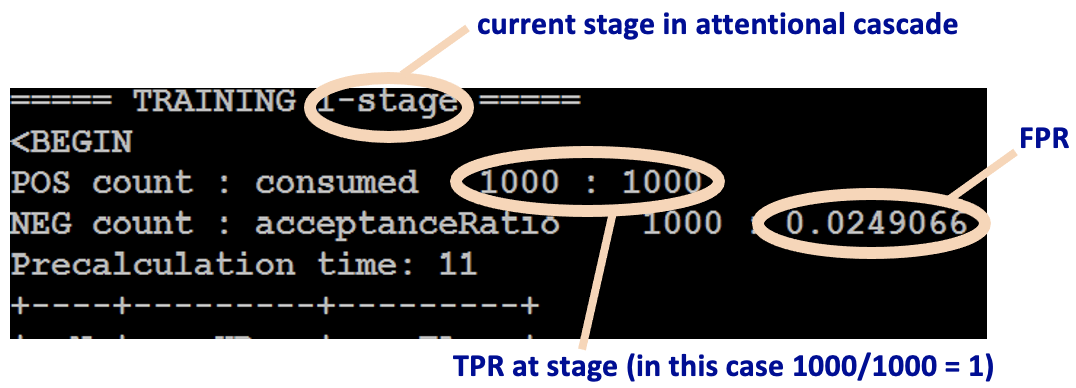 current stage in attentional cascade
===== TRAINING 1-stage =====
<BEGIN
FPR
POS count : consumed 1000 : 1000
NEG count : acceptanceRatio 1000 : 0.0249066
Precalculation time: 11
+----+---------+---------+
TPR at stage (in this case 1000/1000 = 1)